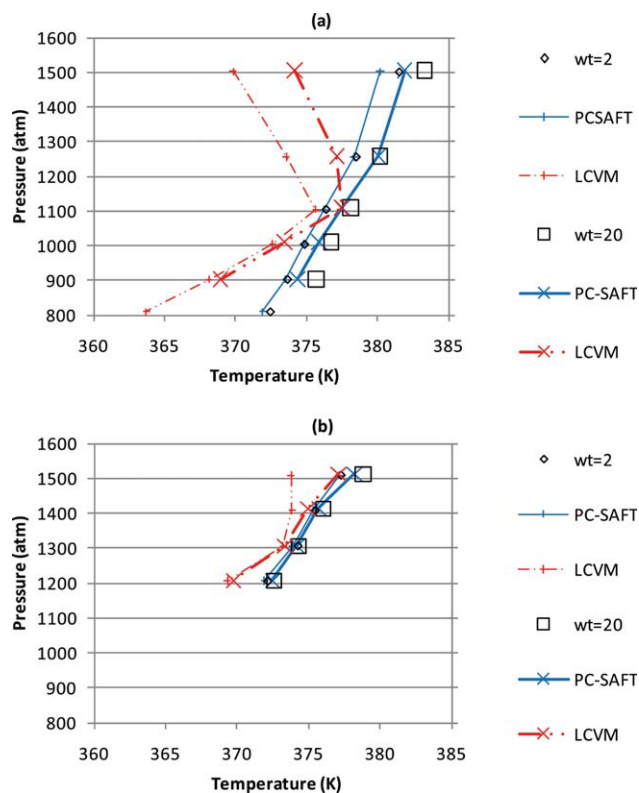 (a)
1600
1500
1400
1300
1200
1100
1000
900
800
Pressure (atm)
360 365 370 375 380 385
Temperature (K)
wt=2
PCSAFT
LCVM
wt=20
PC-SAFT
LCVM
(b)
1600
1500
1400
1300
1200
1100
1000
900
800
Pressure (atm)
360 365 370 375 380 385
Temperature (K)
wt=2
PC-SAFT
LCVM
wt=20
PC-SAFT
LCVM